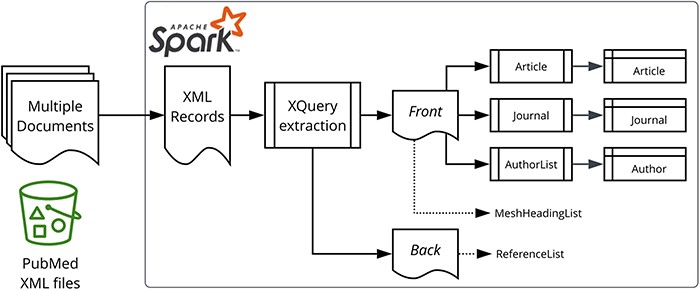 APACHE
Spark
TM
Multiple
Documents
XML
Records
XQuery
extraction
Front
Article
Article
Journal
Journal
AuthorList
Author
MeshHeadingList
Back
ReferenceList
PubMed
XML files